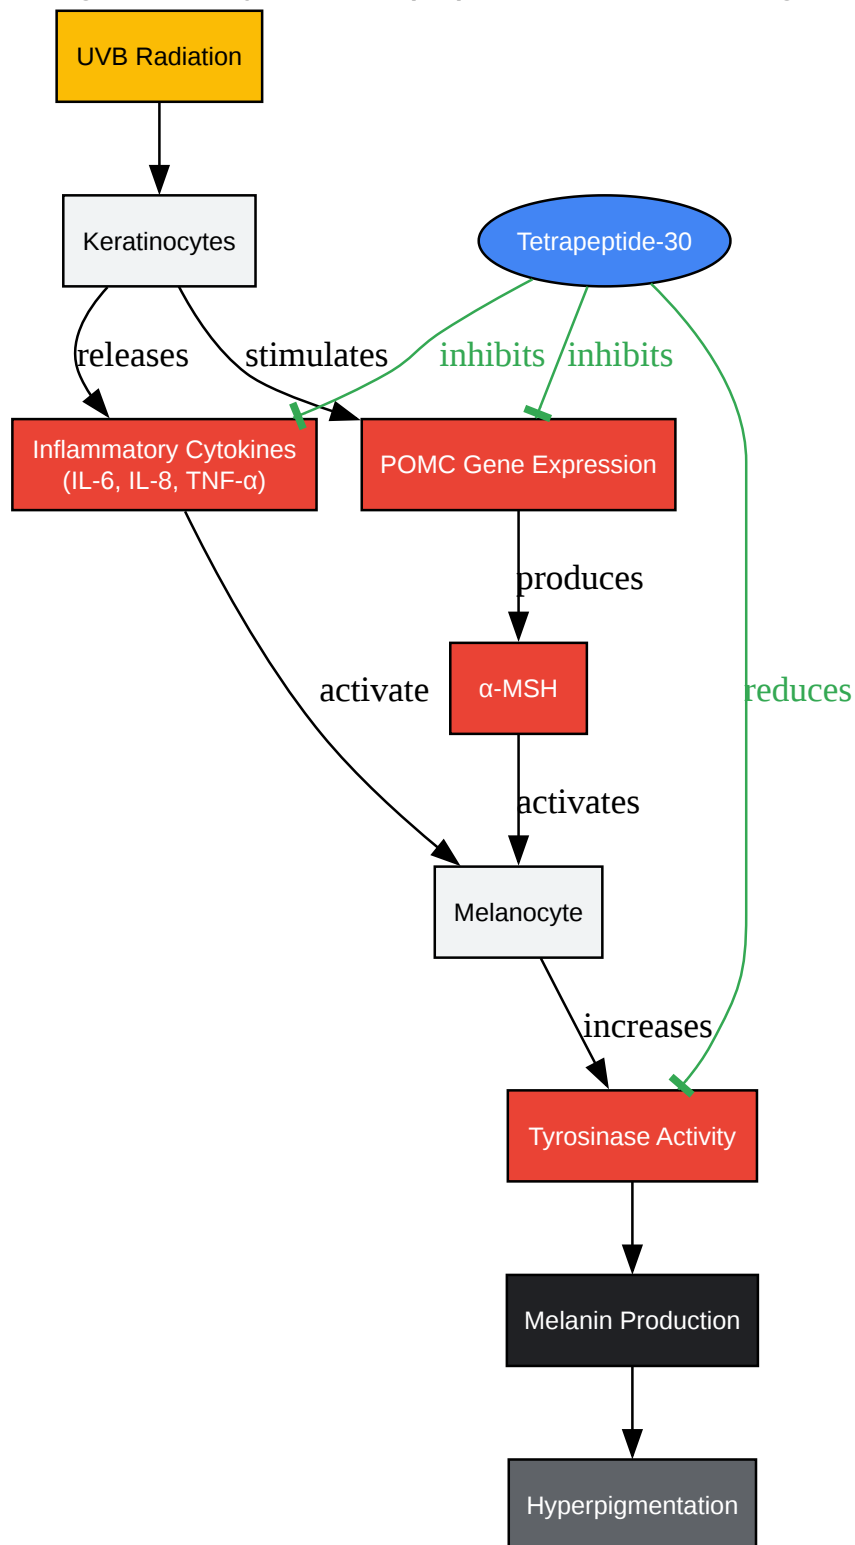 UVB Radiation
Keratinocytes
Tetrapeptide-30
releases
stimulates
inhibits
inhibits
Inflammatory Cytokines
(IL-6, IL-8, TNF-α)
POMC Gene Expression
produces
α-MSH
activate
reduces
activates
Melanocyte
increases
Tyrosinase Activity
Melanin Production
Hyperpigmentation